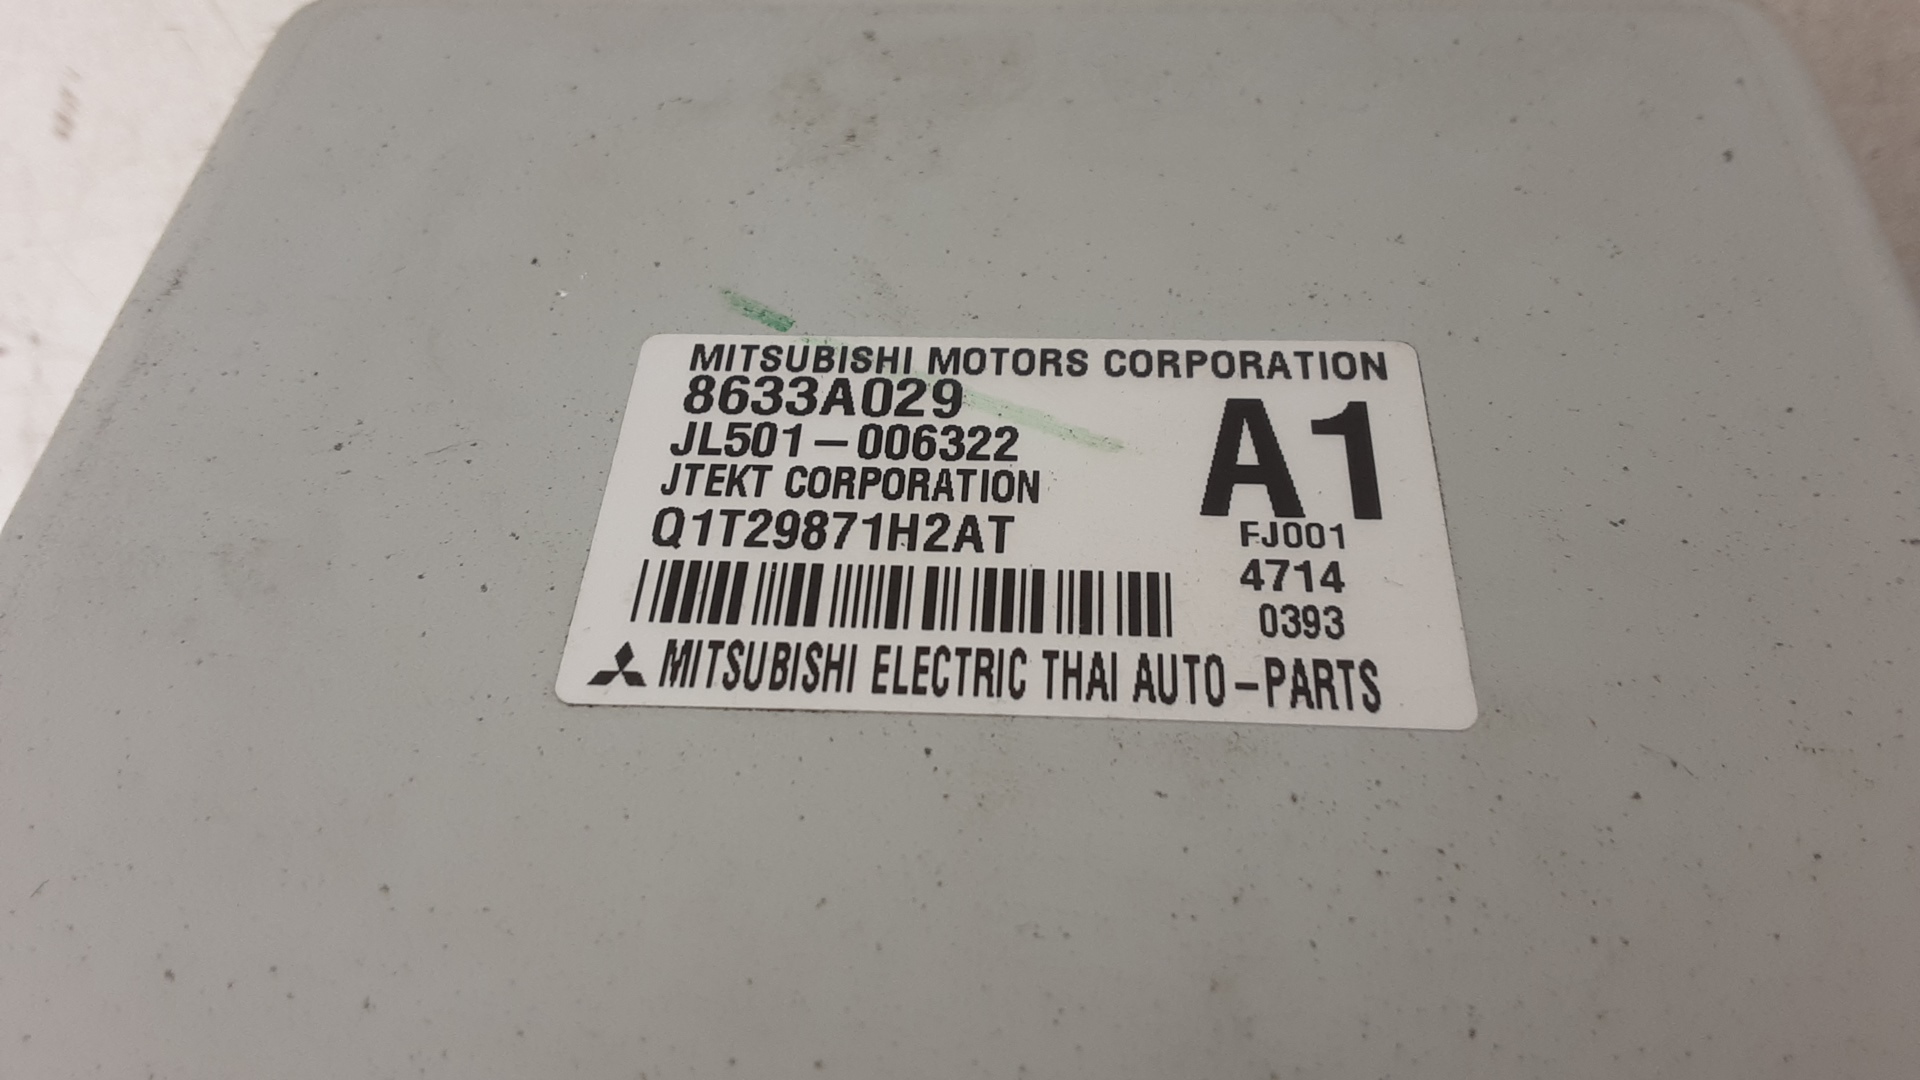 MITSUBISHI MOTORS CORPORATION
8633A029
JL501-006322
JTEKT CORPORATION
Q1T29871H2AT
A1
FJ001
4714
0393
MITSUBISHI ELECTRIC THAI AUTO-PARTS